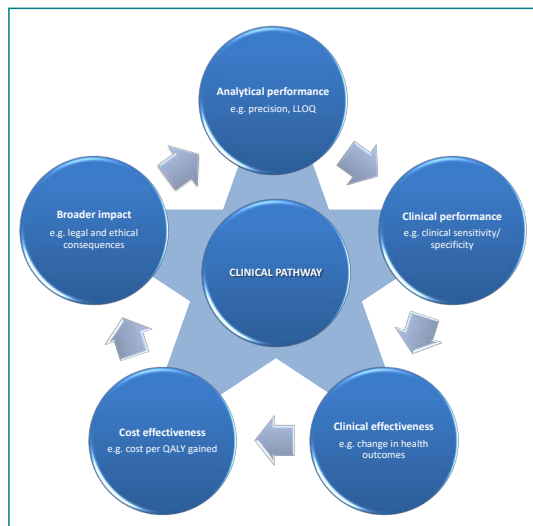 Analytical performance
e.g. precision, LLOQ
Clinical performance
e.g. clinical sensitivity/
specificity
Clinical effectiveness
e.g. change in health
outcomes
Cost effectiveness
e.g. cost per QALY gained
Broader impact
e.g. legal and ethical
consequences
CLINICAL PATHWAY